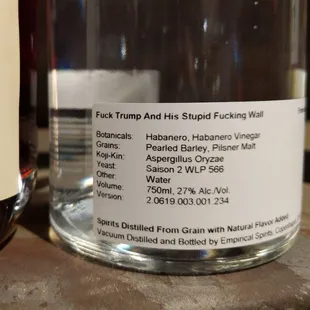 Fuck Trump And His Stupid Fucking Wall
Botanicals: Habanero, Habanero Vinegar
Grains: Pearled Barley, Pilsner Malt
Koji-Kin: Aspergillus Oryzae
Yeast: Saison 2 WLP 566
Other: Water
Volume: 750ml, 27% Alc./Vol.
Version: 2.0619.003.001.234
Spirits Distilled From Grain with Natural Flavor Added
Vacuum Distilled and Bottled by Empirical Spirits,